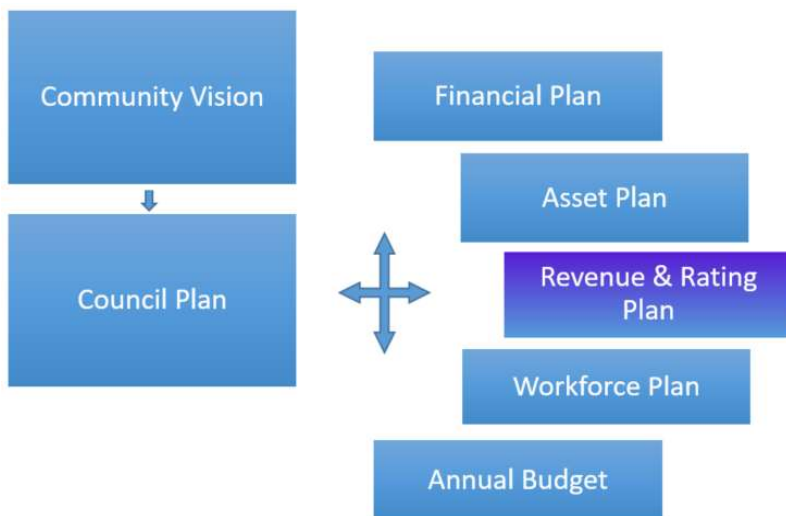 Community Vision
Council Plan
Financial Plan
Asset Plan
Revenue & Rating
Plan
Workforce Plan
Annual Budget